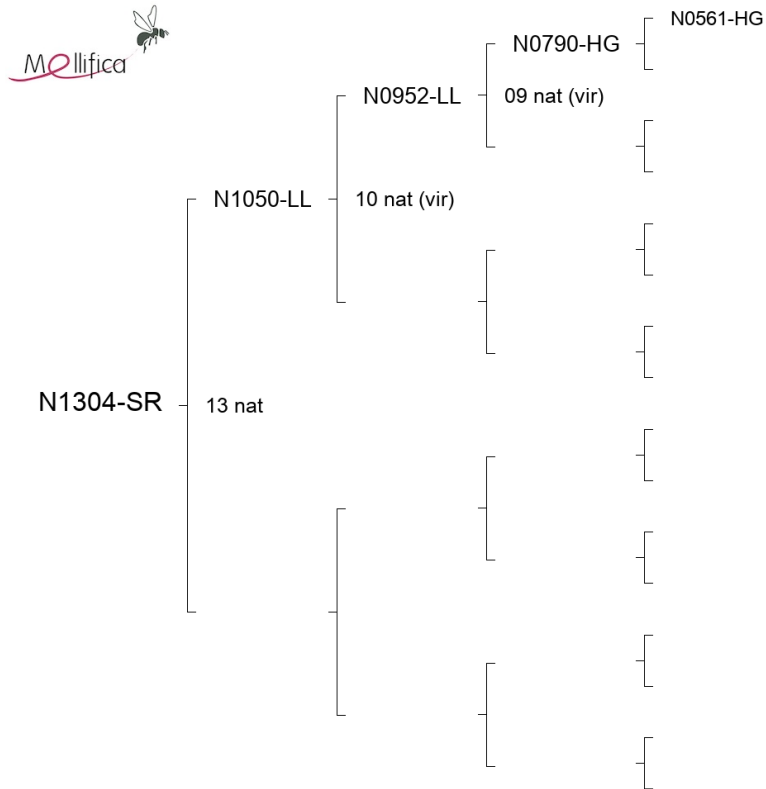 Mellifica
N0561-HG
N0790-HG
N0952-LL
09 nat (vir)
N1050-LL
10 nat (vir)
N1304-SR
13 nat